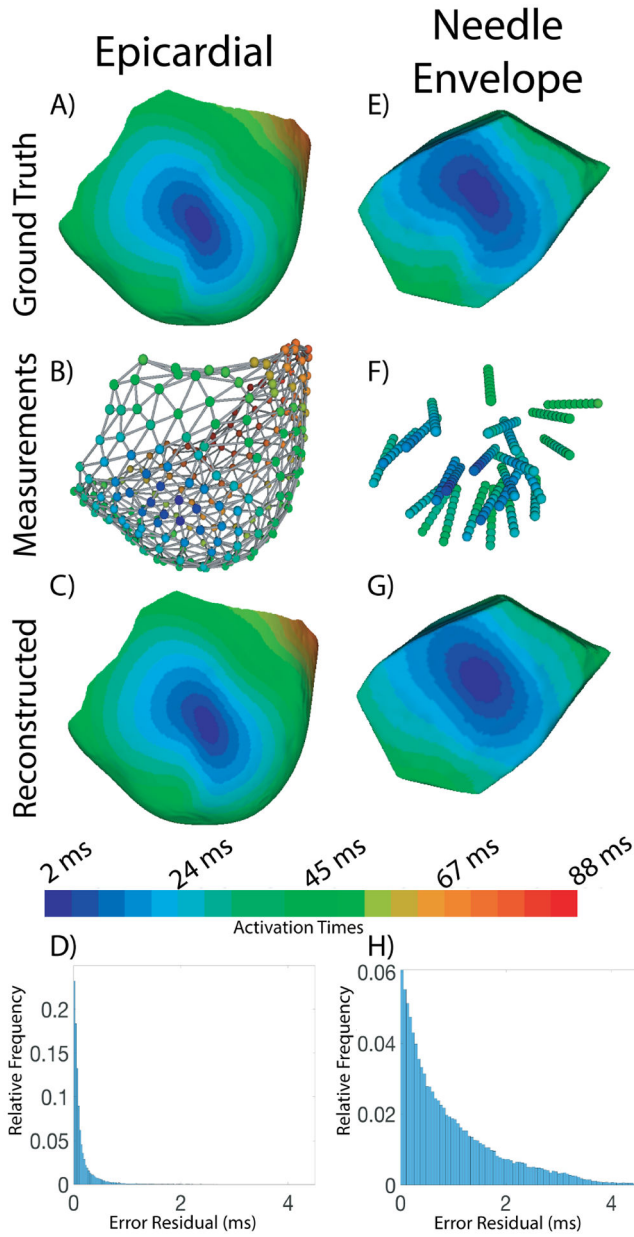 Epicardial
Needle
Envelope
A)
E)
Ground Truth
B)
F)
Measurements
C)
G)
Reconstructed
2 ms
24 ms
45 ms
67 ms
88 ms
Activation Times
D)
H)
Relative Frequency
0.2
0.15
0.1
0.05
0
0
2
4
Error Residual (ms)
Relative Frequency
0.06
0.04
0.02
0
0
2
4
Error Residual (ms)